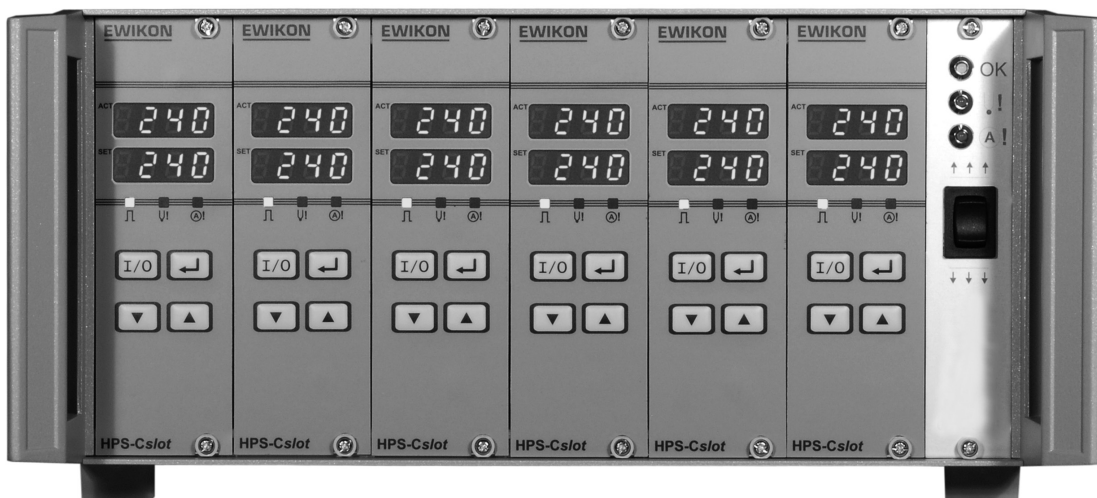 EWIKON EWIKON EWIKON EWIKON EWIKON EWIKON
OK
ACT 240 ACT 240 ACT 240 ACT 240 ACT 240 ACT 240
.!
A!
SET 240 SET 240 SET 240 SET 240 SET 240 SET 240
! A! ! A! ! A! ! A! ! A! ! A!
I/O I/O I/O I/O I/O I/O
HPS-Cslot HPS-Cslot HPS-Cslot HPS-Cslot HPS-Cslot HPS-Cslot